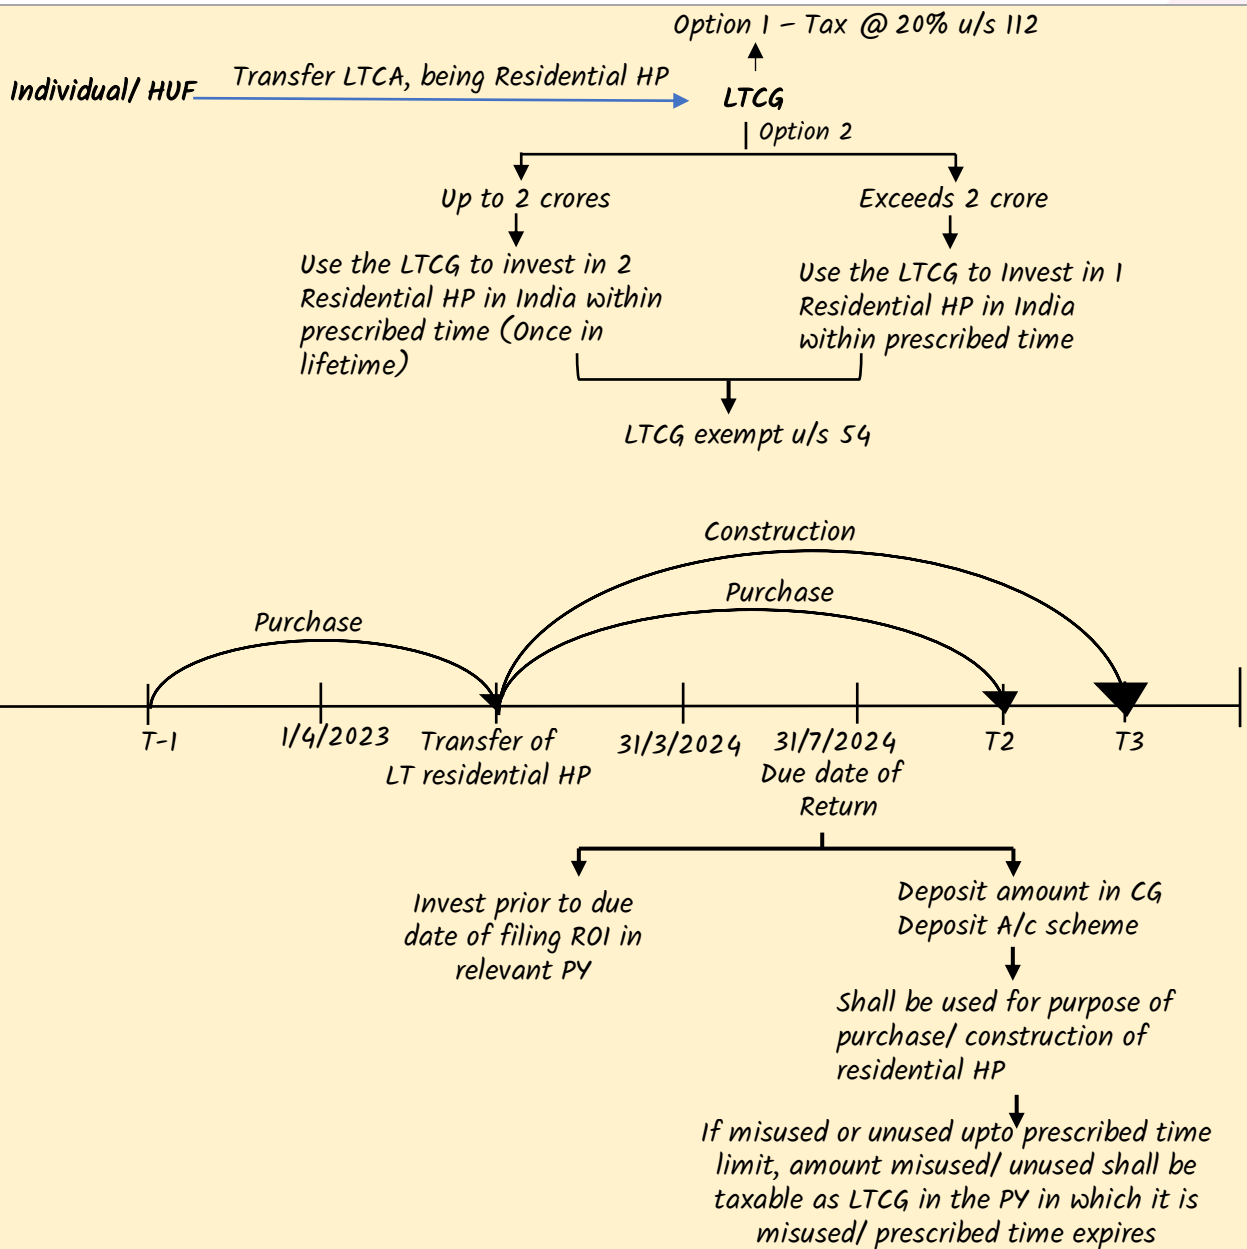 Option 1 – Tax @ 20% u/s 112
Individual/ HUF
Transfer LTCA, being Residential HP
LTCG
Option 2
Up to 2 crores
Exceeds 2 crore
Use the LTCG to invest in 2
Residential HP in India within
prescribed time (Once in
lifetime)
Use the LTCG to Invest in 1
Residential HP in India
within prescribed time
LTCG exempt u/s 54
Construction
Purchase
Purchase
T-1
1/4/2023
Transfer of
LT residential HP
31/3/2024
31/7/2024
Due date of
Return
T2
T3
Invest prior to due
date of filing ROI in
relevant PY
Deposit amount in CG
Deposit A/c scheme
Shall be used for purpose of
purchase/ construction of
residential HP
If misused or unused upto prescribed time
limit, amount misused/ unused shall be
taxable as LTCG in the PY in which it is
misused/ prescribed time expires